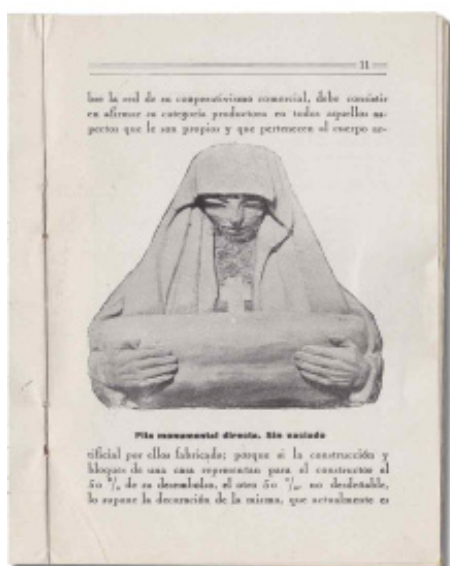 11
bre la red de su cooperativismo comercial, debe consistir
en afirmar su categoría productora en todos aquellos as-
pectos que le son propios y que pertenecen al cuerpo ar-
Pila monumental directa. Sin vaciado
tificial por ellos fabricado; porque si la construcción y
bloques de una casa representan para el constructor el
50 % de su desembolso, el otro 50 %, no desdeñable,
lo supone la decoración de la misma, que actualmente es